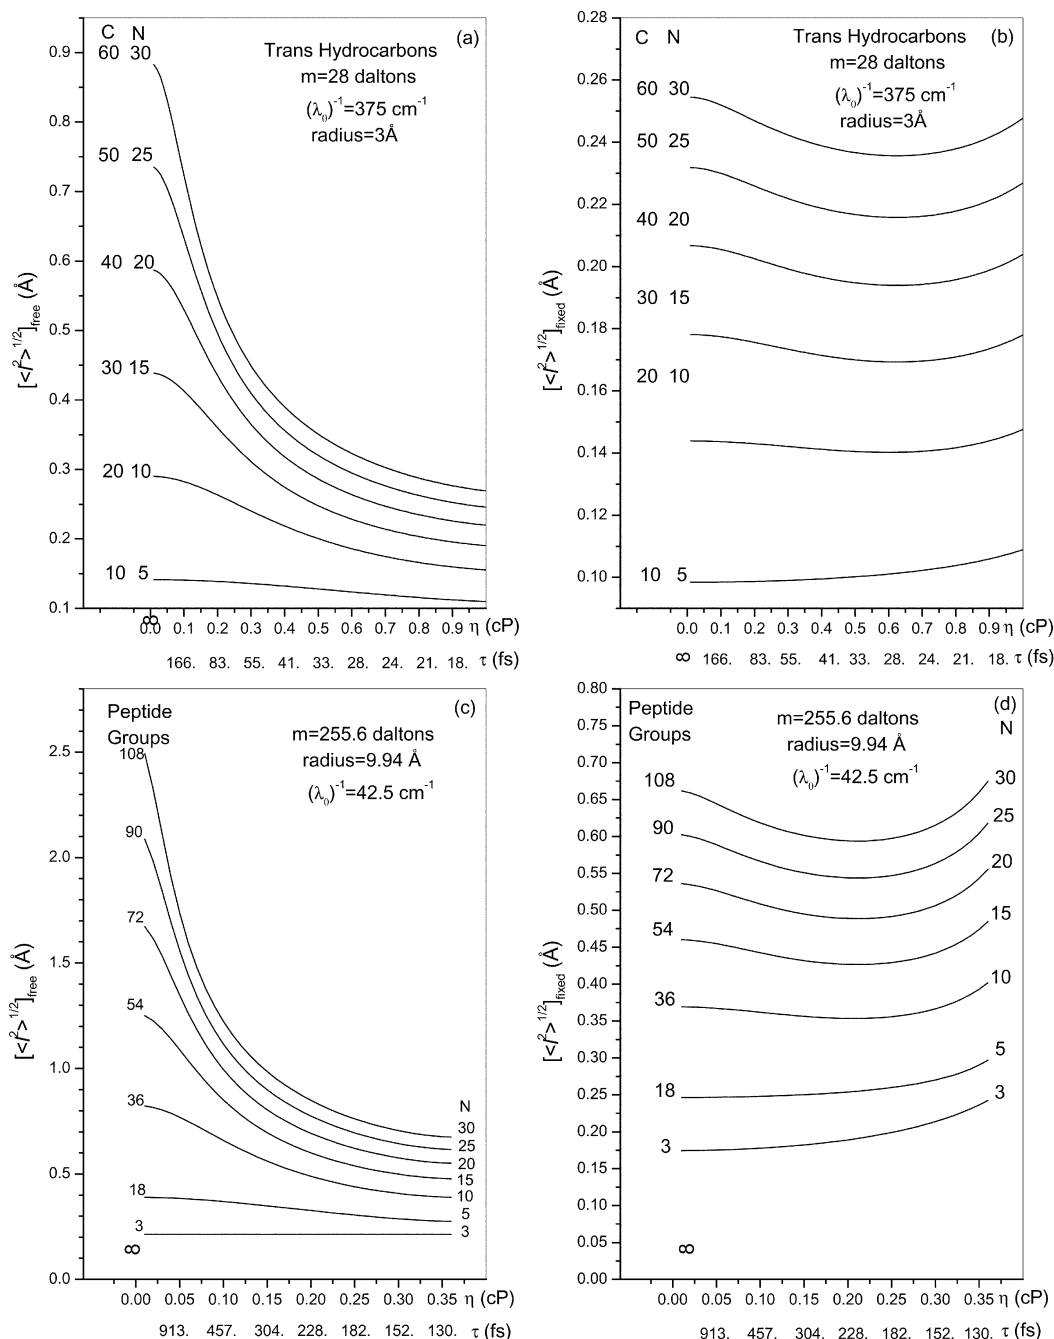 (a)
C N
Trans Hydrocarbons
m=28 daltons
(λ₀)⁻¹=375 cm⁻¹
radius=3Å
60 30
50 25
40 20
30 15
20 10
10 5
[<l²>^1/2]free (Å)
0.9
0.8
0.7
0.6
0.5
0.4
0.3
0.2
0.1
0.0 0.1 0.2 0.3 0.4 0.5 0.6 0.7 0.8 0.9 η (cP)
∞ 166. 83. 55. 41. 33. 28. 24. 21. 18. τ (fs)
(b)
C N
Trans Hydrocarbons
m=28 daltons
(λ₀)⁻¹=375 cm⁻¹
radius=3Å
60 30
50 25
40 20
30 15
20 10
10 5
[<l²>^1/2]fixed (Å)
0.28
0.26
0.24
0.22
0.20
0.18
0.16
0.14
0.12
0.10
0.0 0.1 0.2 0.3 0.4 0.5 0.6 0.7 0.8 0.9 η (cP)
∞ 166. 83. 55. 41. 33. 28. 24. 21. 18. τ (fs)
(c)
Peptide
Groups
m=255.6 daltons
radius=9.94 Å
(λ₀)⁻¹=42.5 cm⁻¹
108
90
72
54
36
18
3
N
30
25
20
15
10
5
3
[<l²>^1/2]free (Å)
2.5
2.0
1.5
1.0
0.5
0.0
∞
0.00 0.05 0.10 0.15 0.20 0.25 0.30 0.35 η (cP)
913. 457. 304. 228. 182. 152. 130. τ (fs)
(d)
Peptide
Groups
m=255.6 daltons
radius=9.94 Å
(λ₀)⁻¹=42.5 cm⁻¹
N
108 30
90 25
72 20
54 15
36 10
18 5
3 3
[<l²>^1/2]fixed (Å)
0.80
0.75
0.70
0.65
0.60
0.55
0.50
0.45
0.40
0.35
0.30
0.25
0.20
0.15
0.10
0.05
0.00
∞
0.00 0.05 0.10 0.15 0.20 0.25 0.30 0.35 η (cP)
913. 457. 304. 228. 182. 152. 130. τ (fs)